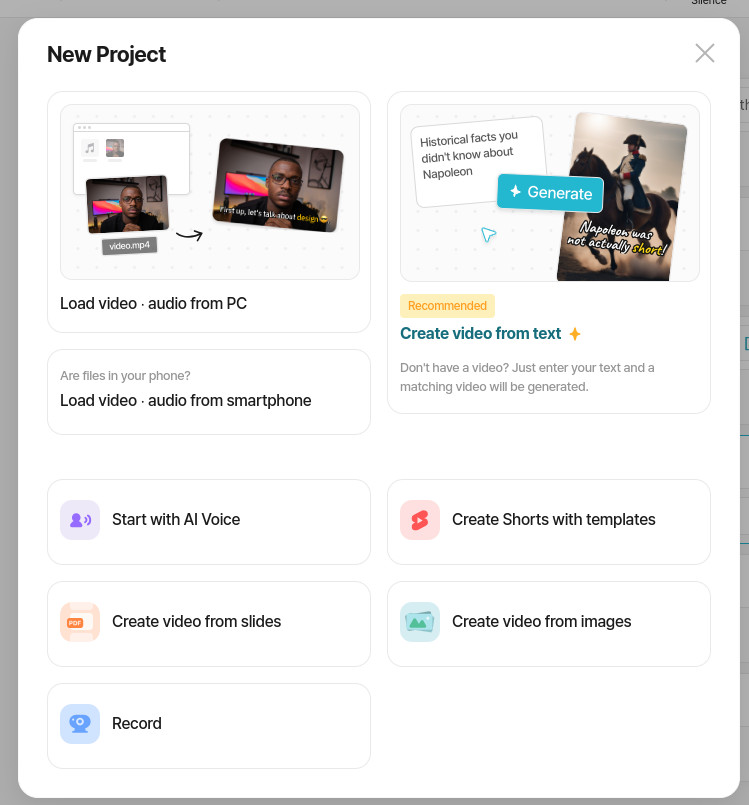 Silence
New Project
First up, let's talk about design 😎
video.mp4
Load video · audio from PC
Are files in your phone?
Load video · audio from smartphone
Historical facts you
didn't know about
Napoleon
Generate
Napoleon was
not actually short!
Recommended
Create video from text
Don't have a video? Just enter your text and a
matching video will be generated.
Start with AI Voice
Create Shorts with templates
PDF
Create video from slides
Create video from images
Record